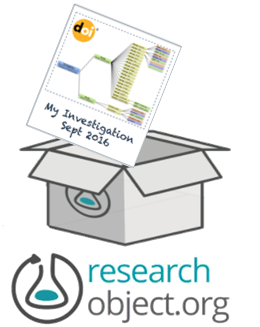 doi
My Investigation
Sept 2016
research
object.org